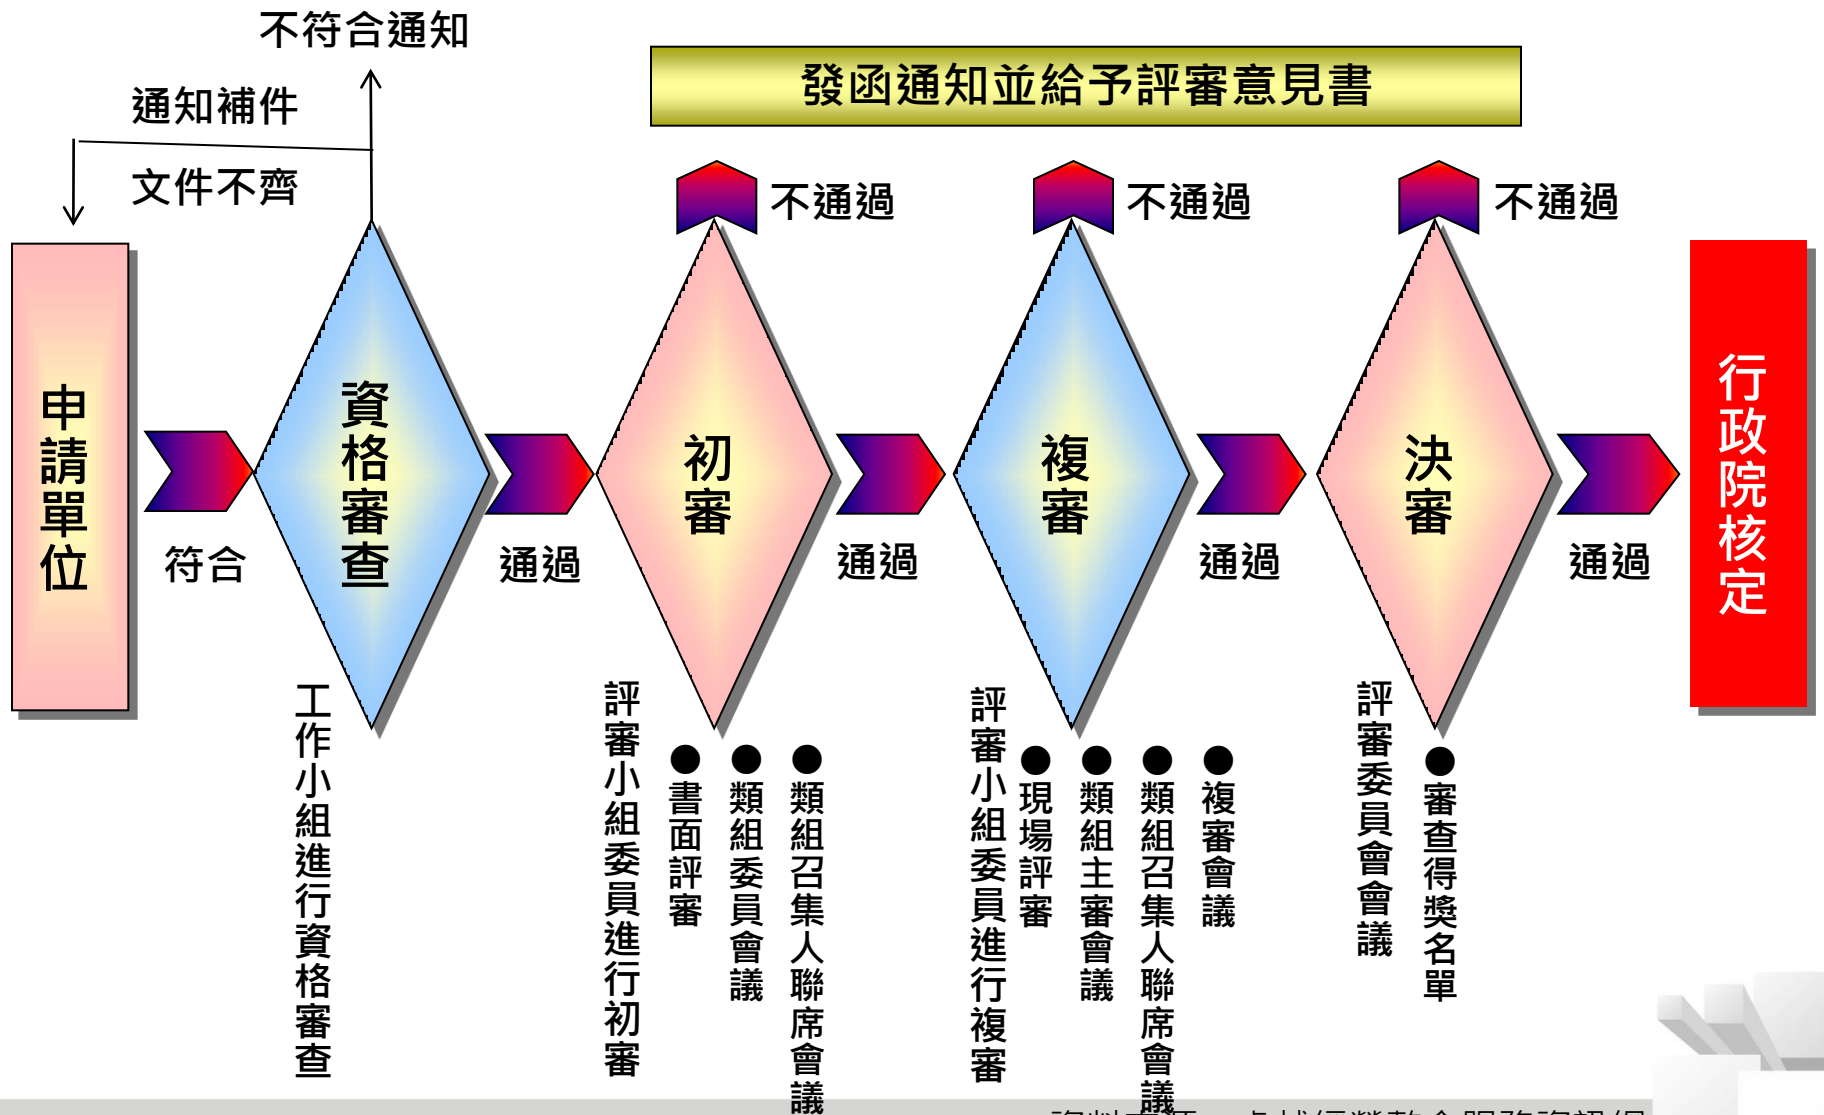 不符合通知
通知補件
文件不齊
發函通知並給予評審意見書
不通過
不通過
不通過
申請單位
符合
資格審查
通過
初審
通過
複審
通過
決審
通過
行政院核定
工作小組進行資格審查
評審小組委員進行初審
●書面評審
●類組委員會議
●類組召集人聯席會議
評審小組委員進行複審
●現場評審
●類組主審會議
●類組召集人聯席會議
●複審會議
評審委員會會議
●審查得獎名單